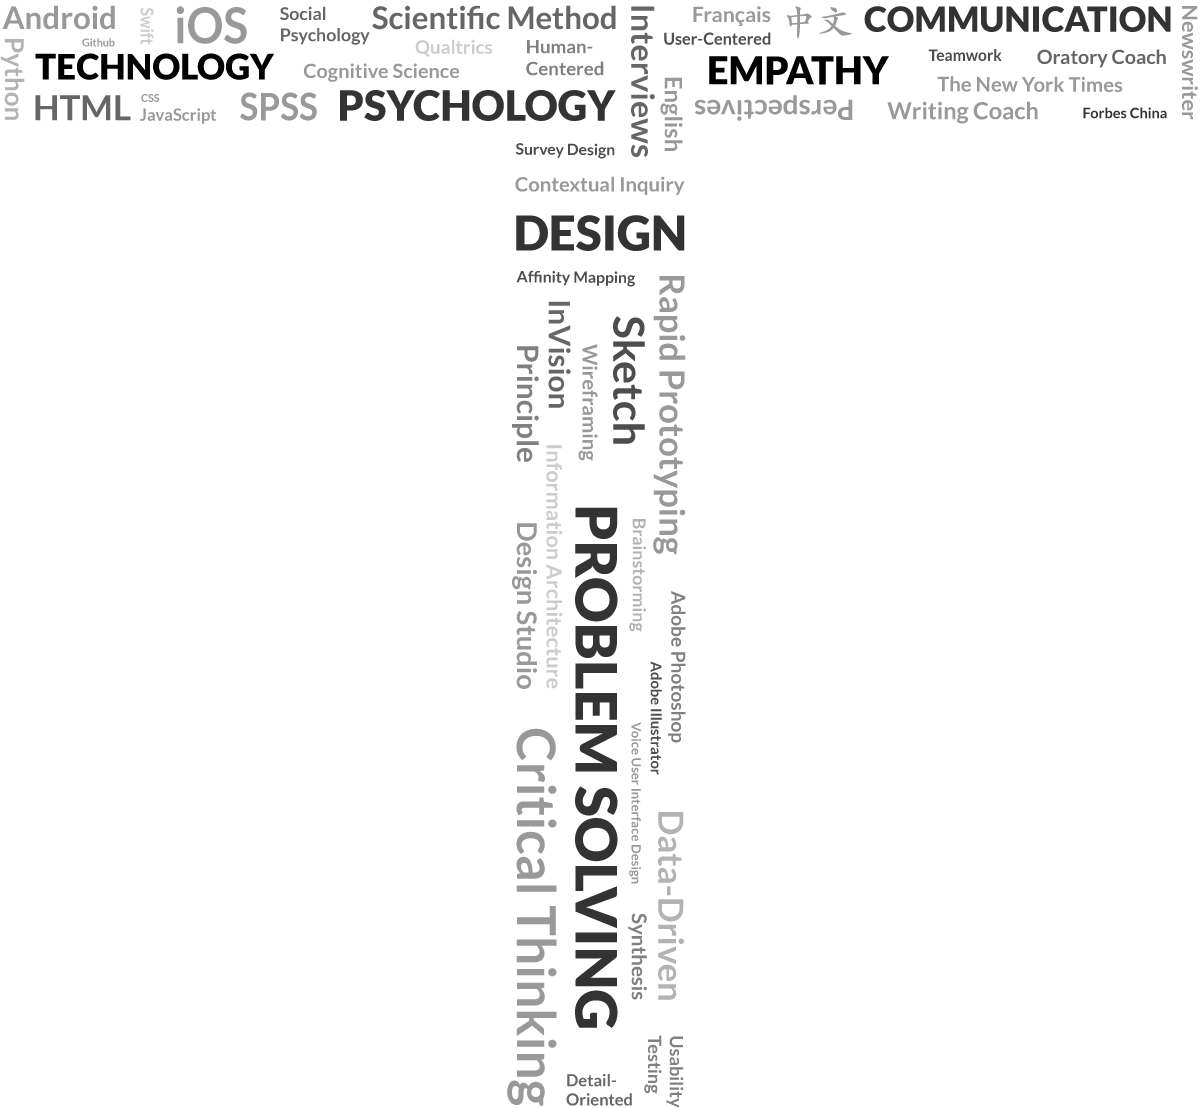 Android
Swift
iOS
Github
Python
TECHNOLOGY
HTML
CSS
JavaScript
SPSS
Social
Psychology
Scientific Method
Qualtrics
Human-
Centered
Cognitive Science
PSYCHOLOGY
Survey Design
Interviews
English
Français
中文
COMMUNICATION
User-Centered
EMPATHY
Teamwork
Oratory Coach
The New York Times
Perspectives
Writing Coach
Forbes China
Newswriter
Contextual Inquiry
DESIGN
Affinity Mapping
InVision
Principle
Wireframing
Sketch
Rapid Prototyping
Information Architecture
Design Studio
PROBLEM SOLVING
Brainstorming
Adobe Photoshop
Adobe Illustrator
Voice User Interface Design
Critical Thinking
Data-Driven
Synthesis
Usability
Testing
Detail-
Oriented